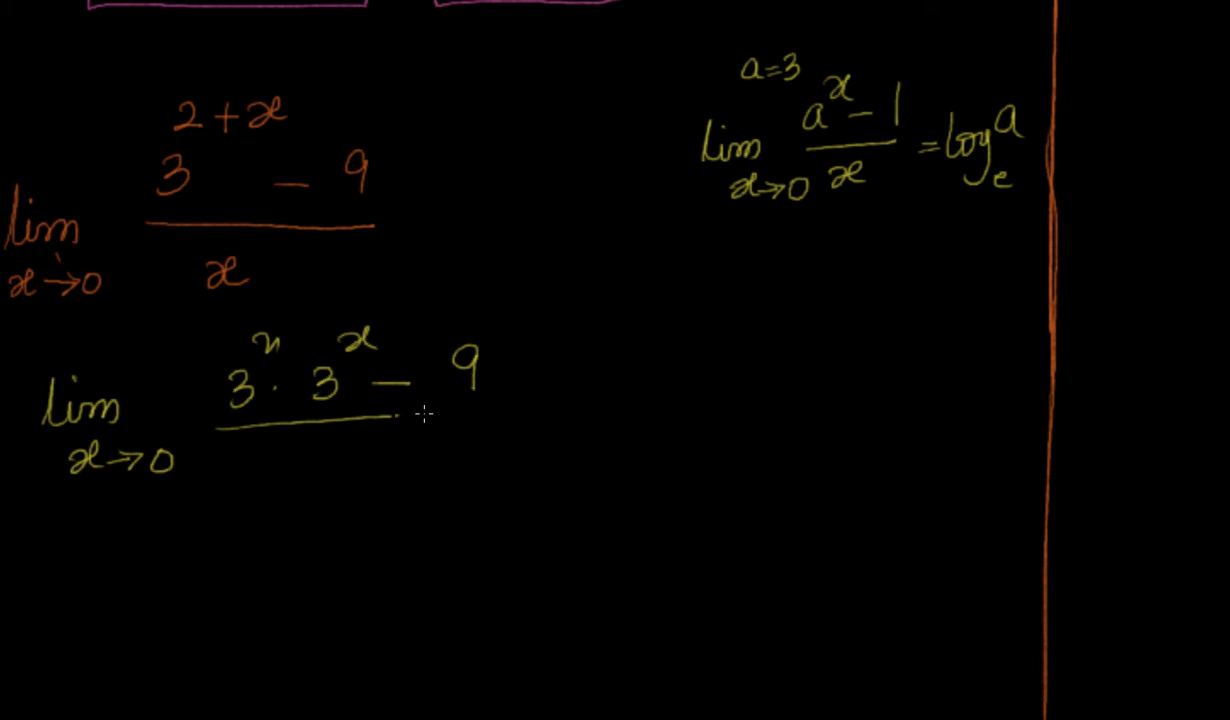 lim x→0 (3^(2+x) − 9) / x
a=3
lim x→0 (a^x − 1) / x = log_e a
lim x→0 3^2 · 3^x − 9